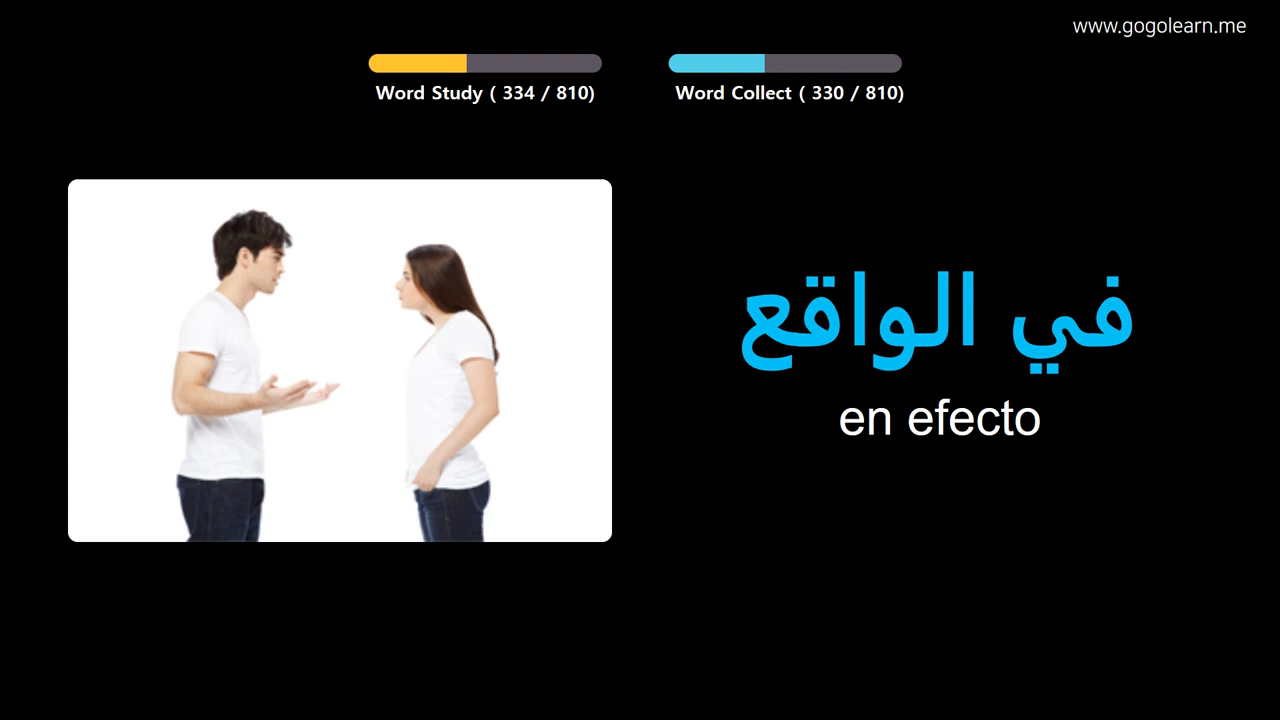 www.gogolearn.me
Word Study ( 334 / 810)
Word Collect ( 330 / 810)
في الواقع
en efecto